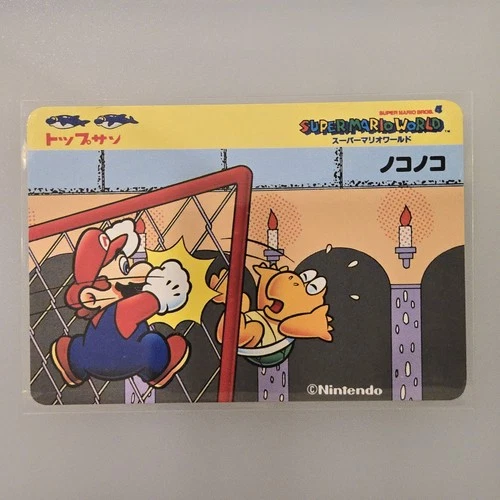 トップサン
SUPER MARIO BROS. 4
SUPER MARIO WORLD™
スーパーマリオワールド
ノコノコ
©Nintendo